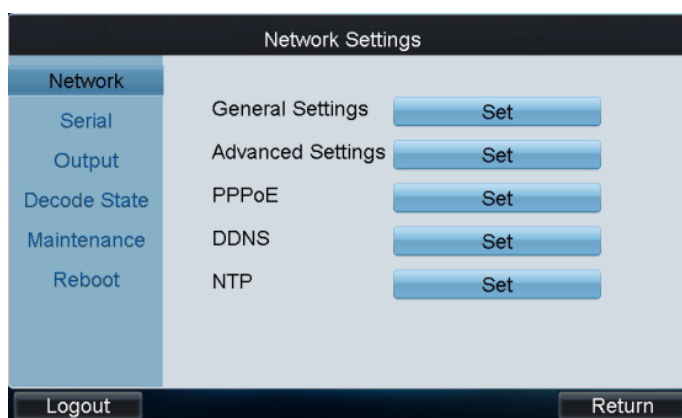 Network Settings
Network
Serial
Output
Decode State
Maintenance
Reboot
General Settings Set
Advanced Settings Set
PPPoE Set
DDNS Set
NTP Set
Logout Return